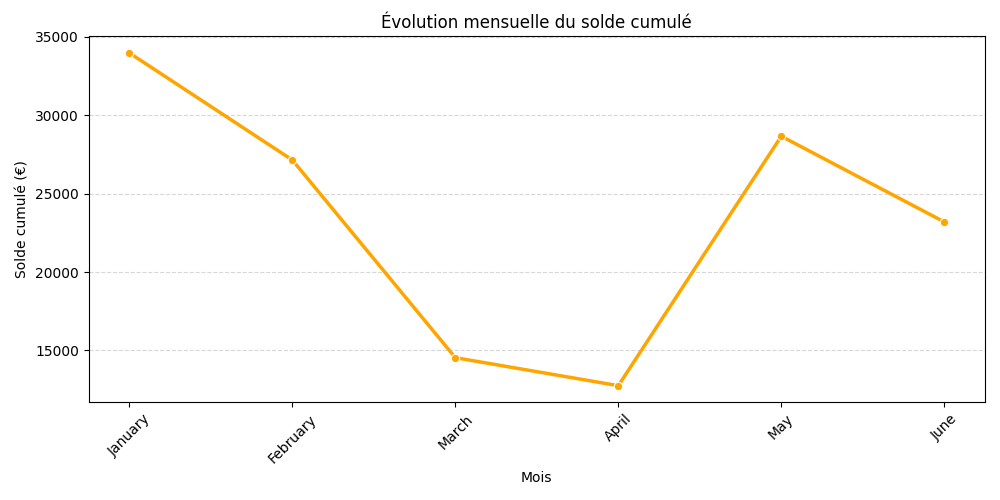 Évolution mensuelle du solde cumulé
Solde cumulé (€)
35000
30000
25000
20000
15000
January
February
March
April
May
June
Mois